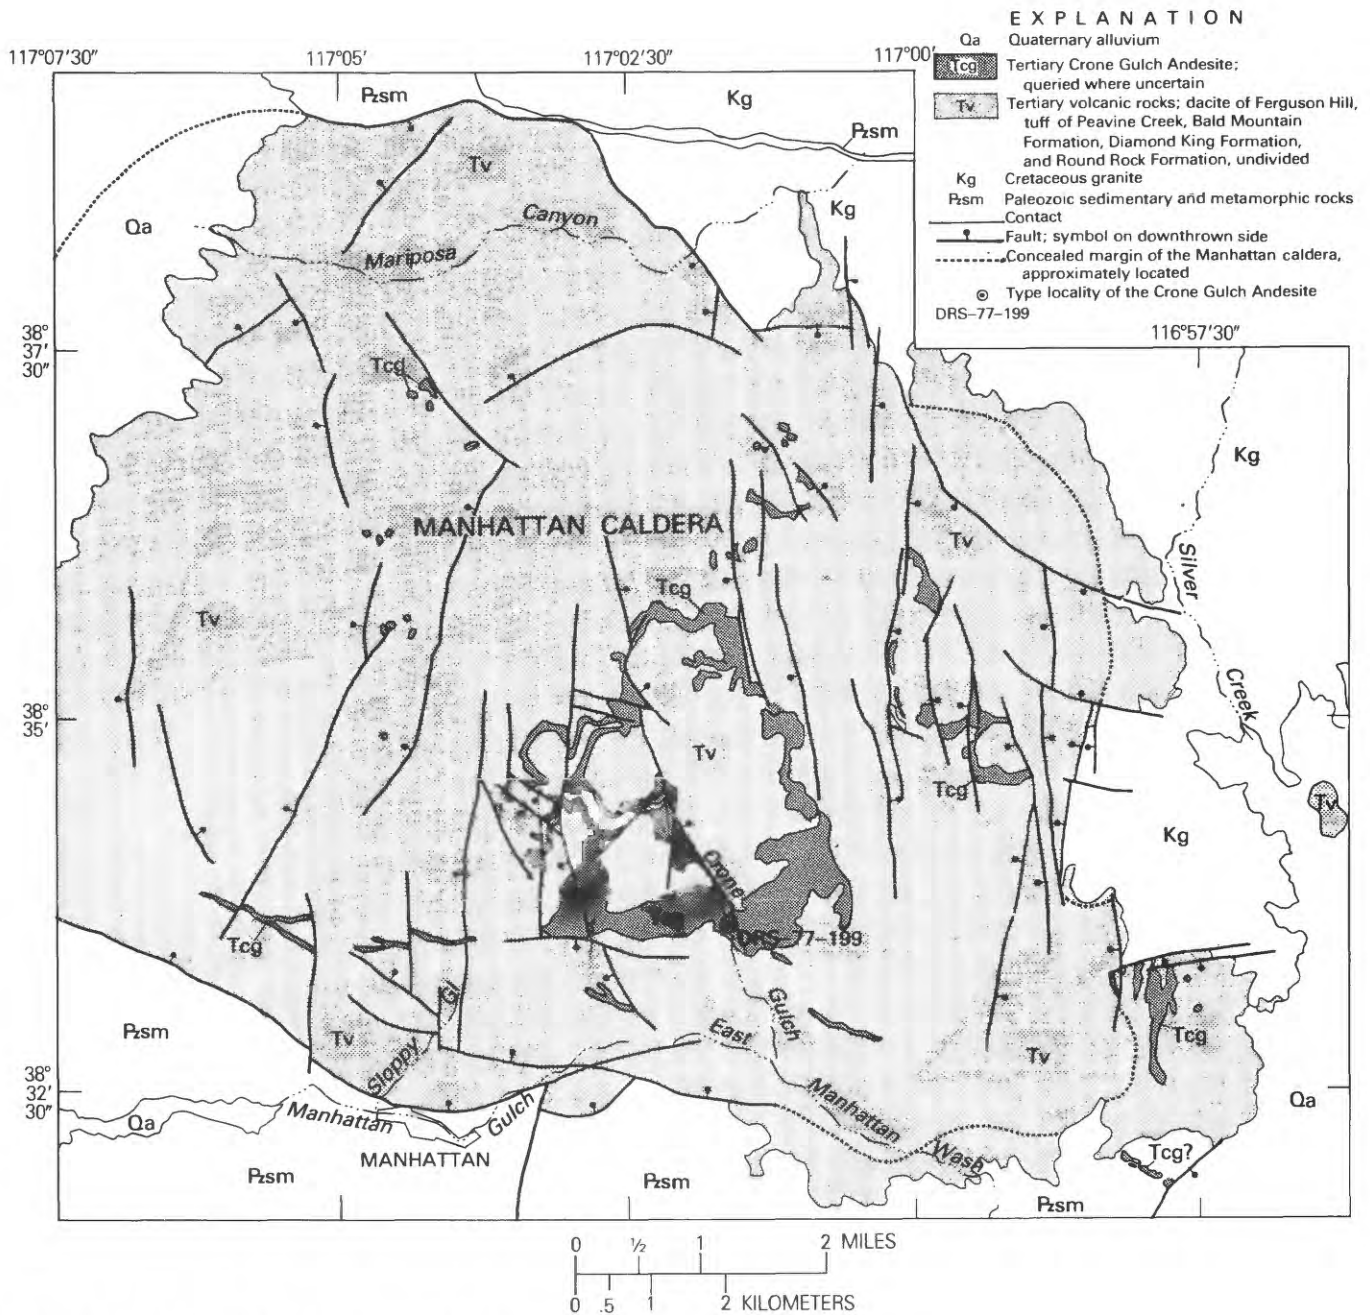 EXPLANATION
Qa Quaternary alluvium
Tcg Tertiary Crone Gulch Andesite;
queried where uncertain
Tv Tertiary volcanic rocks; dacite of Ferguson Hill,
tuff of Peavine Creek, Bald Mountain
Formation, Diamond King Formation,
and Round Rock Formation, undivided
Kg Cretaceous granite
Pzsm Paleozoic sedimentary and metamorphic rocks
Contact
Fault; symbol on downthrown side
Concealed margin of the Manhattan caldera,
approximately located
Type locality of the Crone Gulch Andesite
DRS-77-199
117°07'30" 117°05' 117°02'30" 117°00'
116°57'30"
Pzsm
Kg
Pzsm
Tv
Kg
Qa
Canyon
Mariposa
38°
37'
30"
Tcg
Kg
MANHATTAN CALDERA
Tv
Silver
Tcg
Tv
Creek
38°
35'
Tv
Tcg
Tv
Kg
Crone
Tcg
Tcg
DRS-77-199
Gl
Gulch
Pzsm
East
Tcg
Tv
Tv
Sloppy
38°
32'
30"
Manhattan
Qa
Qa
Manhattan
Gulch
MANHATTAN
Wash
Tcg?
Pzsm
Pzsm
Pzsm
0 ½ 1 2 MILES
0 .5 1 2 KILOMETERS